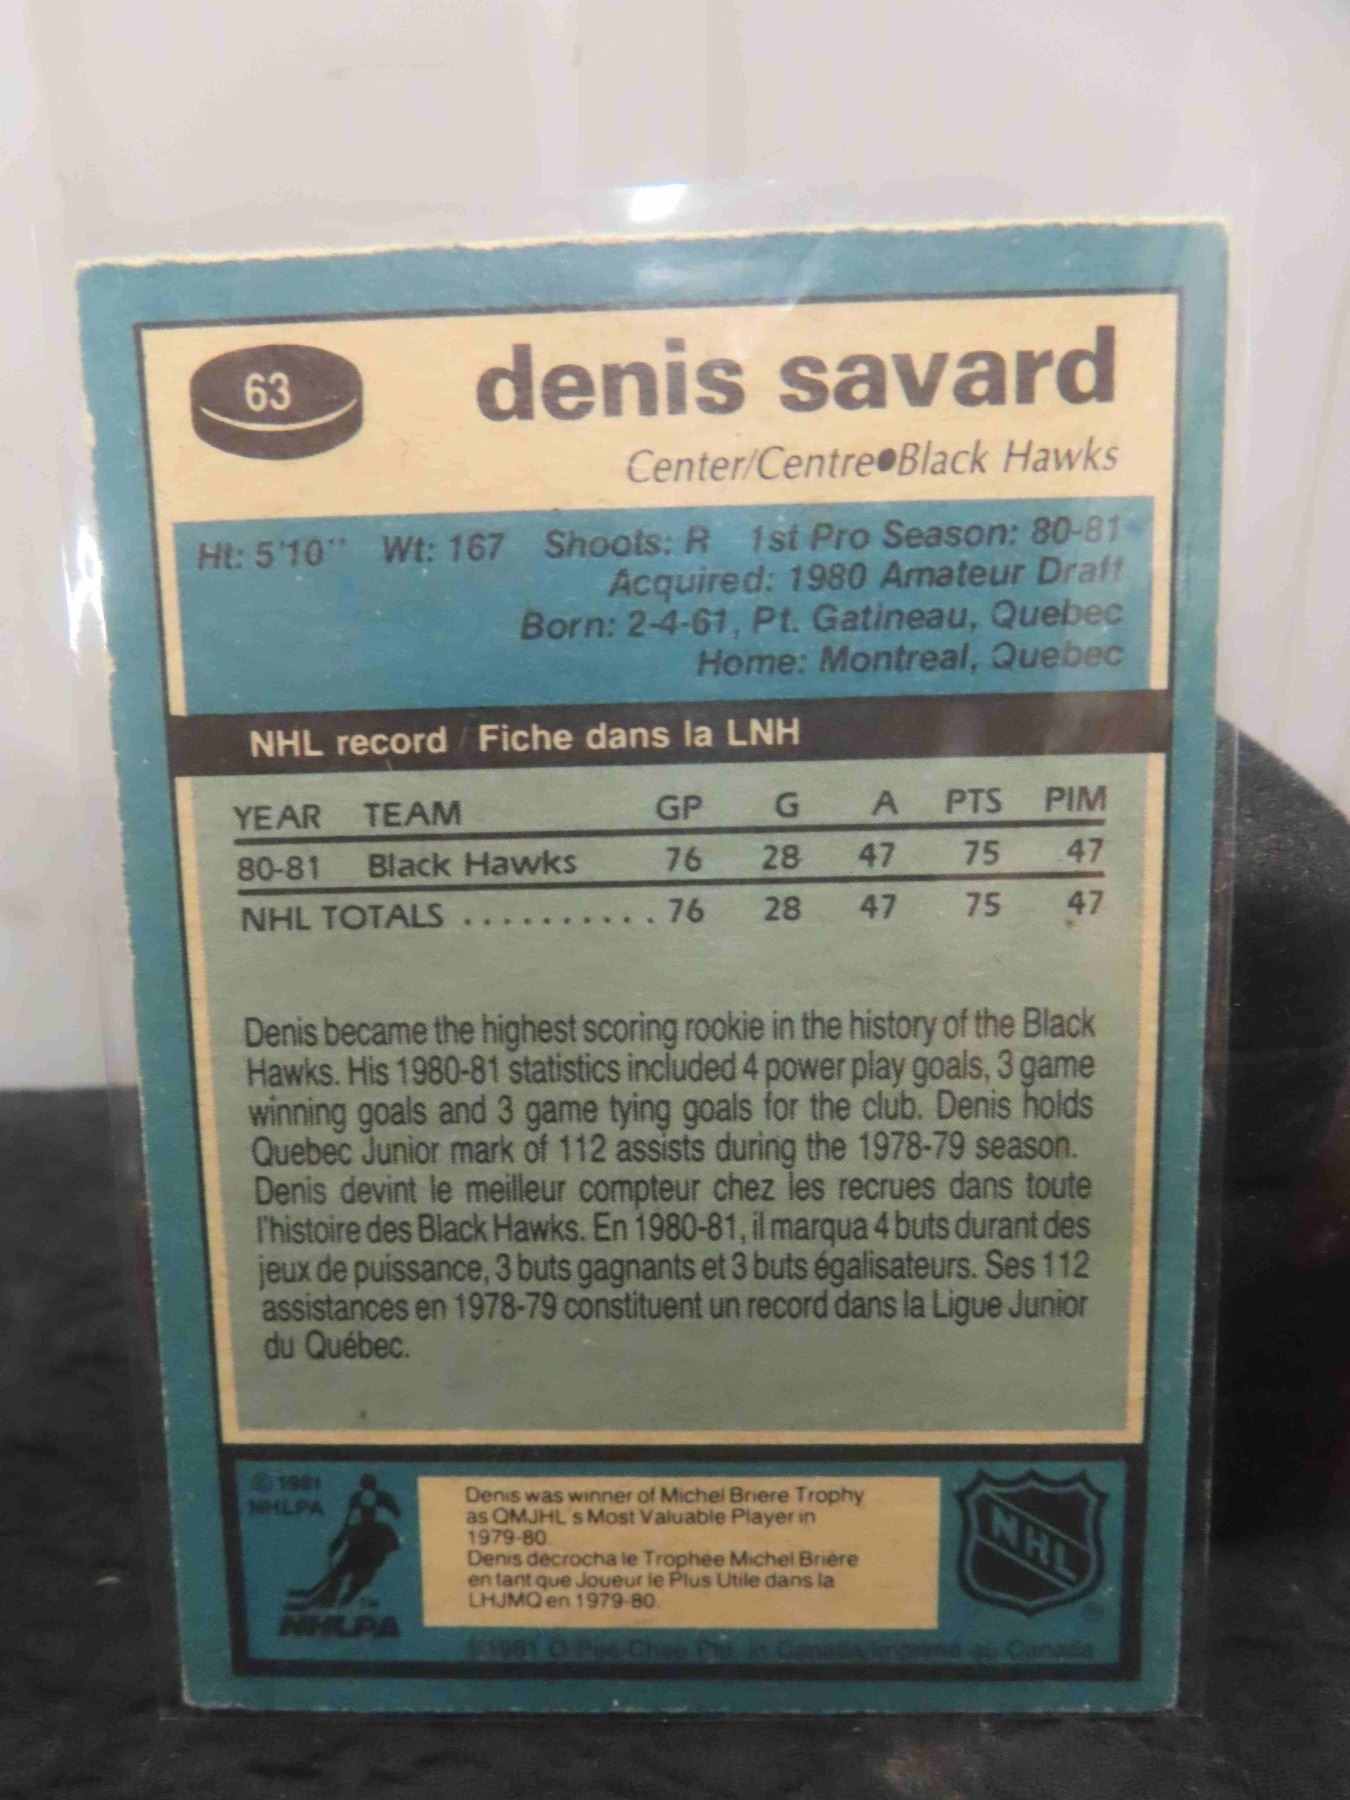 63
denis savard
Center/Centre●Black Hawks
Ht: 5'10'' Wt: 167 Shoots: R 1st Pro Season: 80-81
Acquired: 1980 Amateur Draft
Born: 2-4-61, Pt. Gatineau, Quebec
Home: Montreal, Quebec
NHL record / Fiche dans la LNH
YEAR TEAM GP G A PTS PIM
80-81 Black Hawks 76 28 47 75 47
NHL TOTALS .......... 76 28 47 75 47
Denis became the highest scoring rookie in the history of the Black
Hawks. His 1980-81 statistics included 4 power play goals, 3 game
winning goals and 3 game tying goals for the club. Denis holds
Quebec Junior mark of 112 assists during the 1978-79 season.
Denis devint le meilleur compteur chez les recrues dans toute
l'histoire des Black Hawks. En 1980-81, il marqua 4 buts durant des
jeux de puissance, 3 buts gagnants et 3 buts égalisateurs. Ses 112
assistances en 1978-79 constituent un record dans la Ligue Junior
du Québec.
© 1981
NHLPA
TM
NHLPA
Denis was winner of Michel Briere Trophy
as QMJHL's Most Valuable Player in
1979-80.
Denis décrocha le Trophée Michel Brière
en tant que Joueur le Plus Utile dans la
LHJMQ en 1979-80.
NHL
®
©1981 O-Pee-Chee Ptd. in Canada/Imprimé au Canada